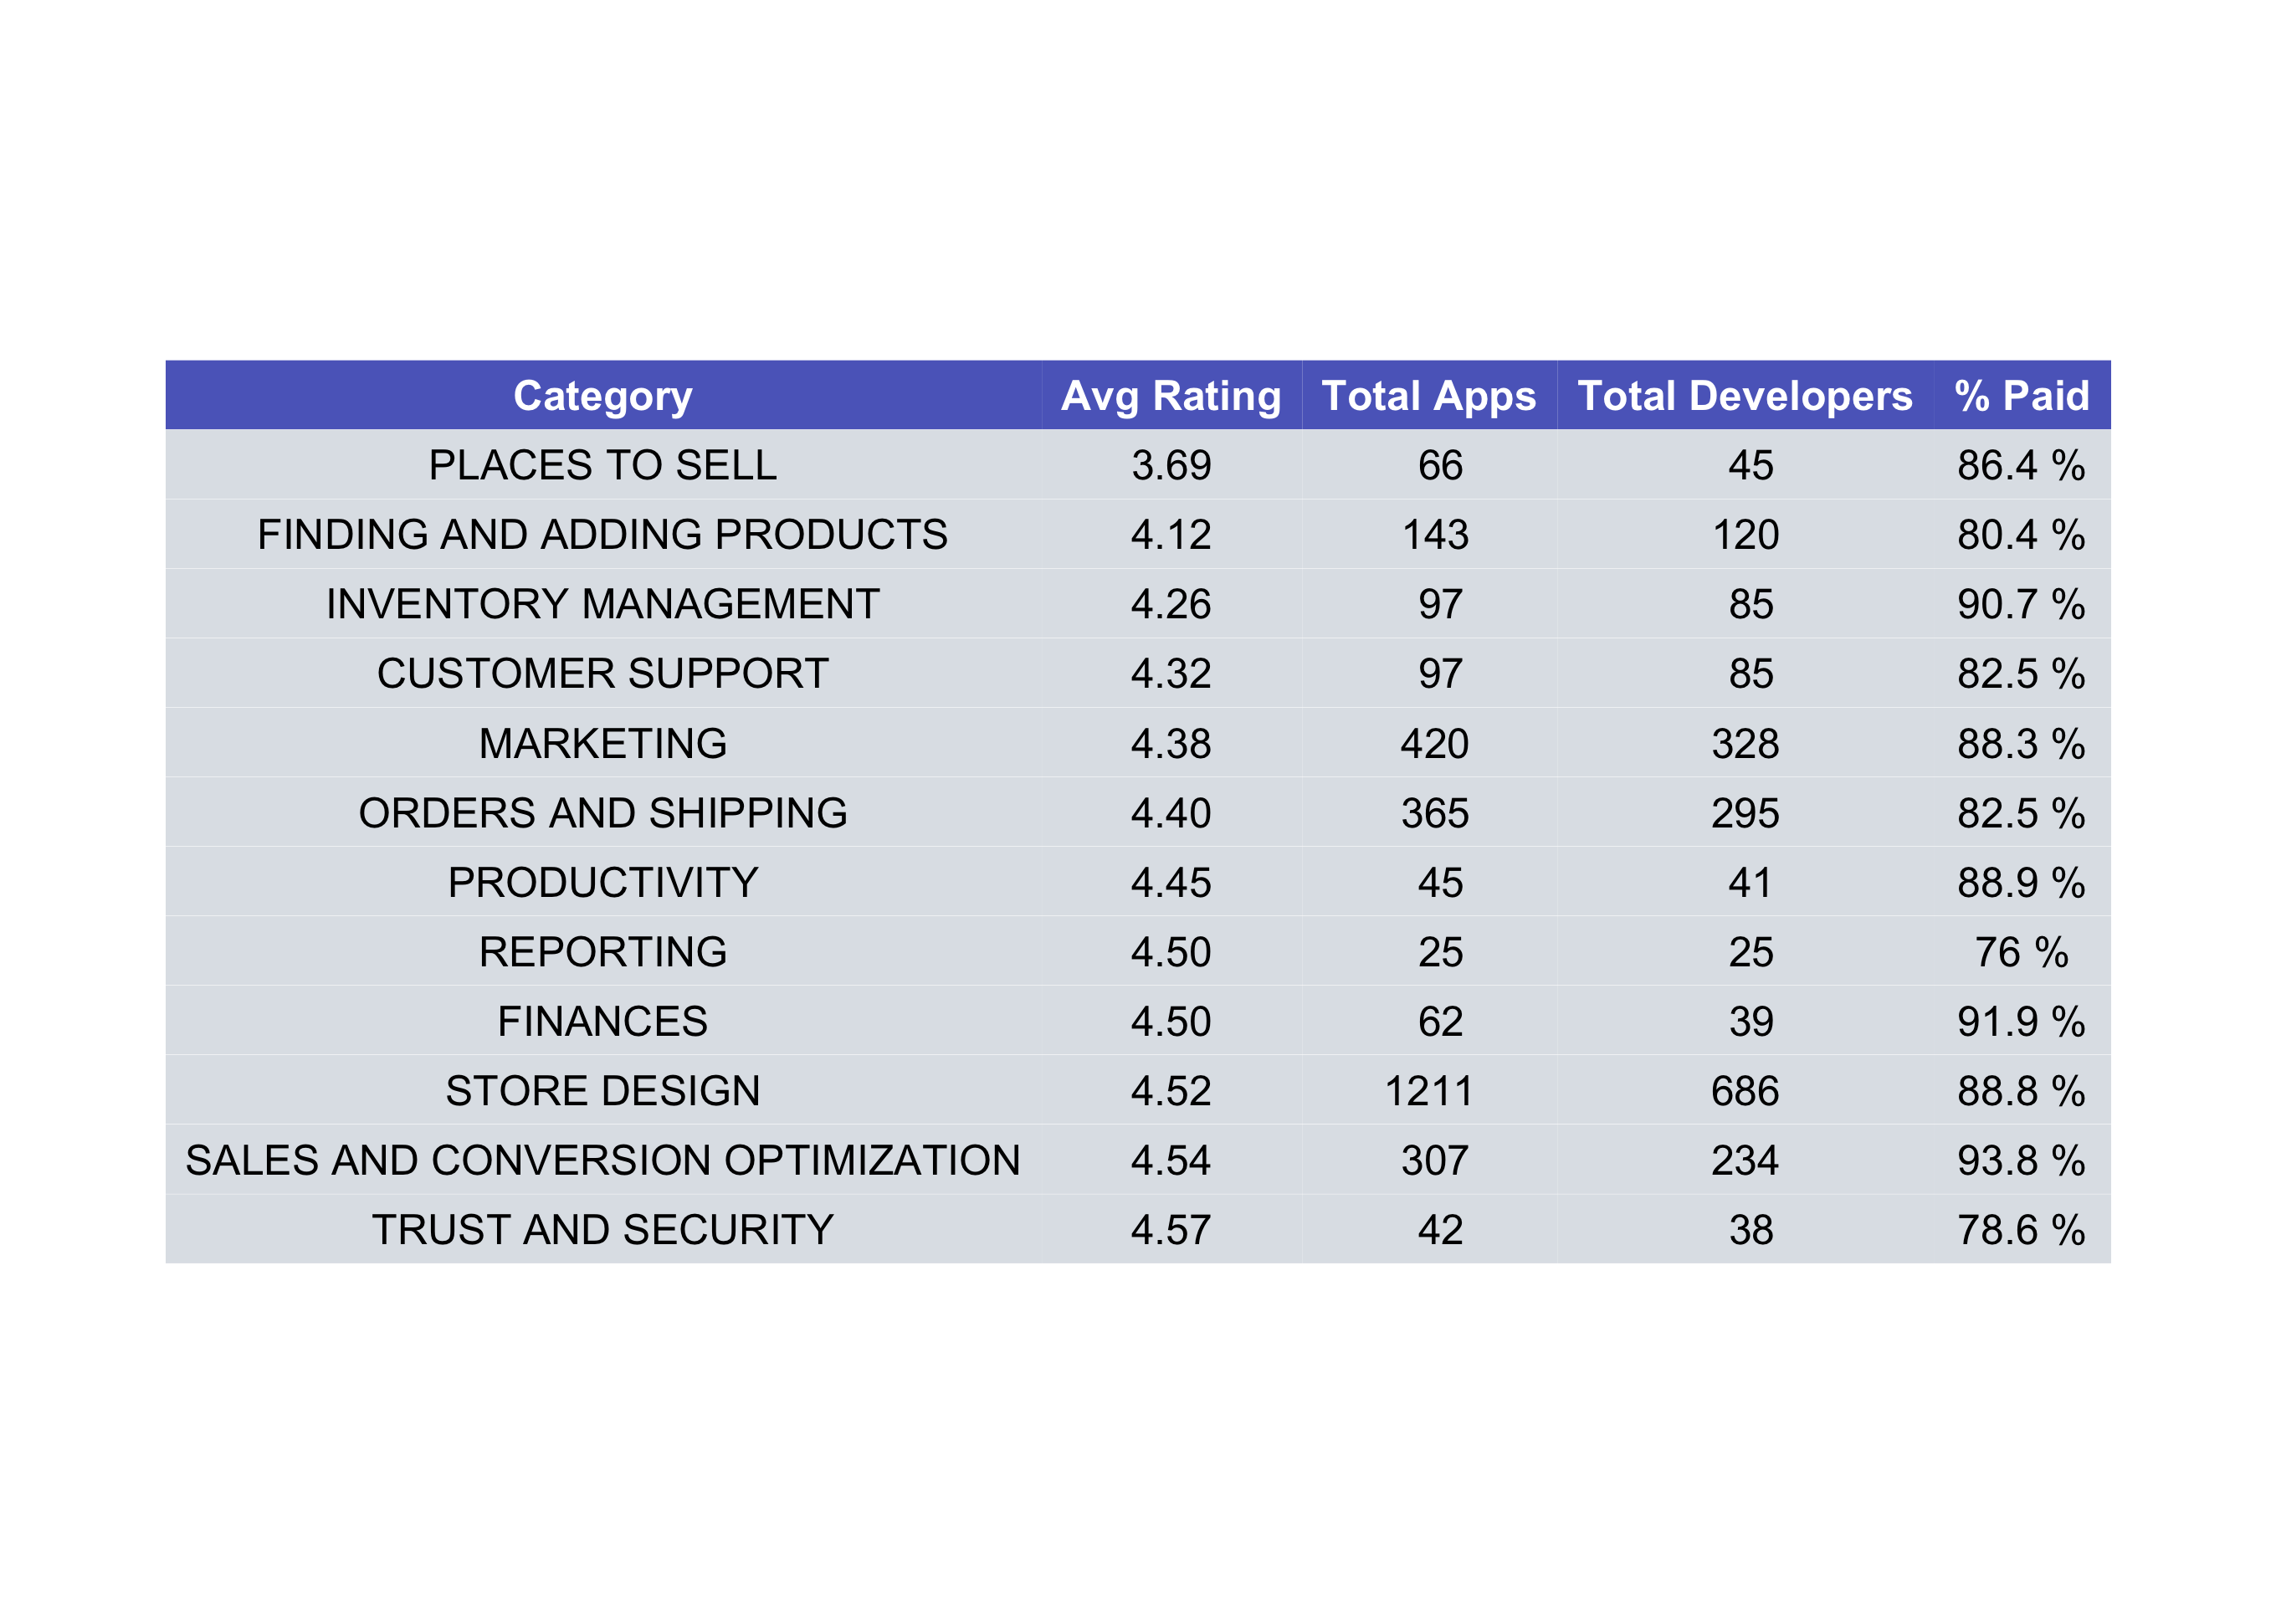 Category Avg Rating Total Apps Total Developers % Paid
PLACES TO SELL 3.69 66 45 86.4 %
FINDING AND ADDING PRODUCTS 4.12 143 120 80.4 %
INVENTORY MANAGEMENT 4.26 97 85 90.7 %
CUSTOMER SUPPORT 4.32 97 85 82.5 %
MARKETING 4.38 420 328 88.3 %
ORDERS AND SHIPPING 4.40 365 295 82.5 %
PRODUCTIVITY 4.45 45 41 88.9 %
REPORTING 4.50 25 25 76 %
FINANCES 4.50 62 39 91.9 %
STORE DESIGN 4.52 1211 686 88.8 %
SALES AND CONVERSION OPTIMIZATION 4.54 307 234 93.8 %
TRUST AND SECURITY 4.57 42 38 78.6 %